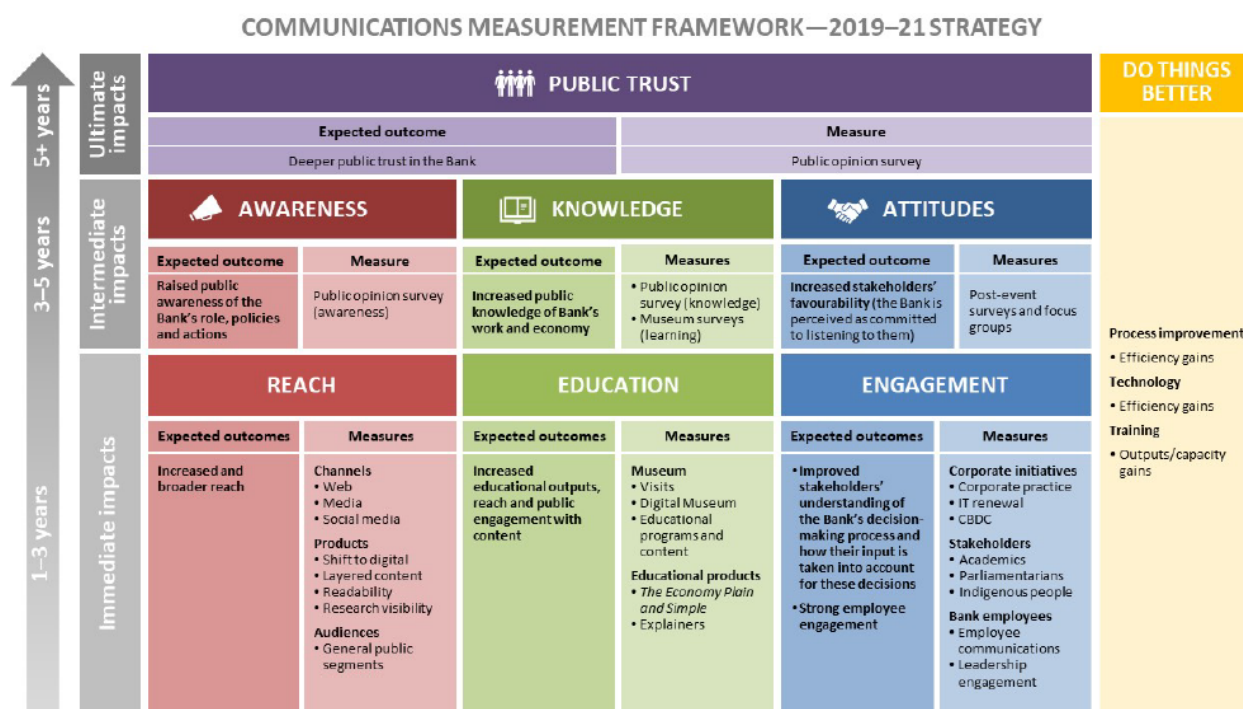 COMMUNICATIONS MEASUREMENT FRAMEWORK—2019–21 STRATEGY
5+ years
Ultimate
impacts
PUBLIC TRUST
Expected outcome
Measure
Deeper public trust in the Bank
Public opinion survey
DO THINGS
BETTER
3–5 years
Intermediate
impacts
AWARENESS
Expected outcome
Measure
Raised public
awareness of the
Bank's role, policies
and actions
Public opinion survey
(awareness)
KNOWLEDGE
Expected outcome
Measures
Increased public
knowledge of Bank's
work and economy
• Public opinion
survey (knowledge)
• Museum surveys
(learning)
ATTITUDES
Expected outcome
Measures
Increased stakeholders'
favourability (the Bank is
perceived as committed
to listening to them)
Post-event
surveys and focus
groups
1–3 years
Immediate impacts
REACH
Expected outcomes
Measures
Increased and
broader reach
Channels
• Web
• Media
• Social media
Products
• Shift to digital
• Layered content
• Readability
• Research visibility
Audiences
• General public
segments
EDUCATION
Expected outcomes
Measures
Increased
educational outputs,
reach and public
engagement with
content
Museum
• Visits
• Digital Museum
• Educational
programs and
content
Educational products
• The Economy Plain
and Simple
• Explainers
ENGAGEMENT
Expected outcomes
Measures
• Improved
stakeholders'
understanding of
the Bank's decision-
making process and
how their input is
taken into account
for these decisions
• Strong employee
engagement
Corporate initiatives
• Corporate practice
• IT renewal
• CBDC
Stakeholders
• Academics
• Parliamentarians
• Indigenous people
Bank employees
• Employee
communications
• Leadership
engagement
Process improvement
• Efficiency gains
Technology
• Efficiency gains
Training
• Outputs/capacity
gains